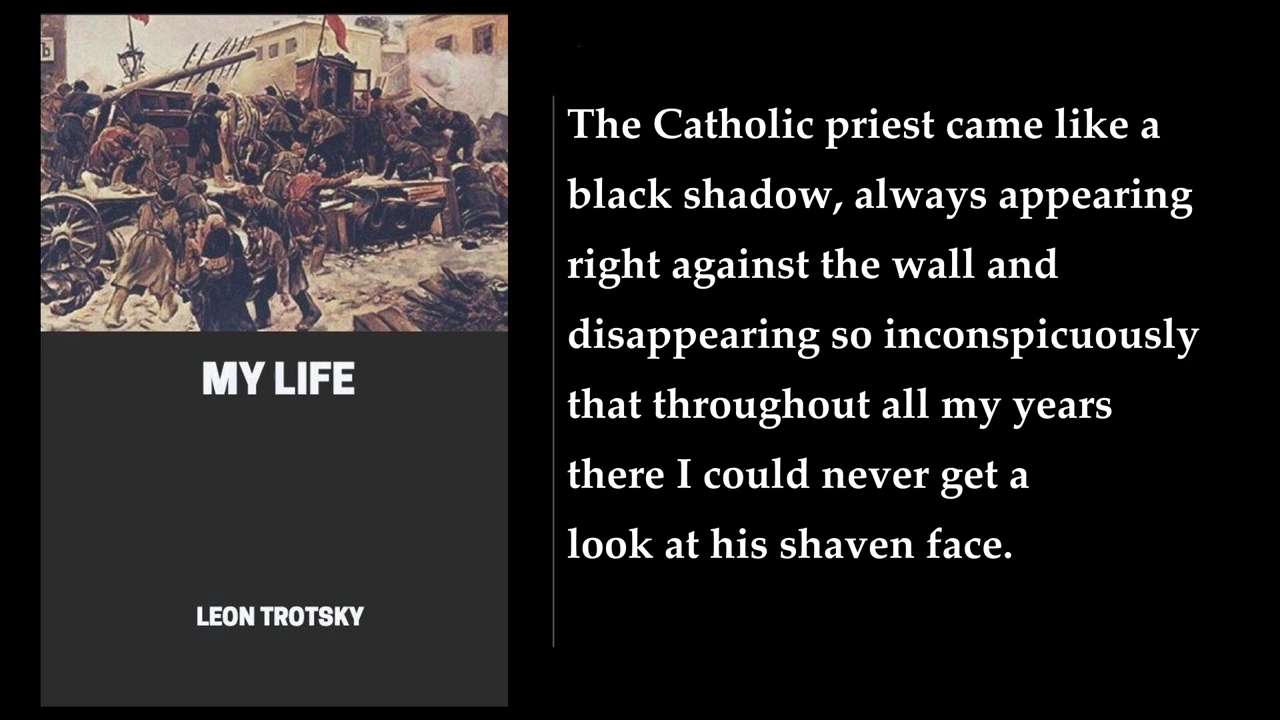 MY LIFE
LEON TROTSKY
The Catholic priest came like a
black shadow, always appearing
right against the wall and
disappearing so inconspicuously
that throughout all my years
there I could never get a
look at his shaven face.